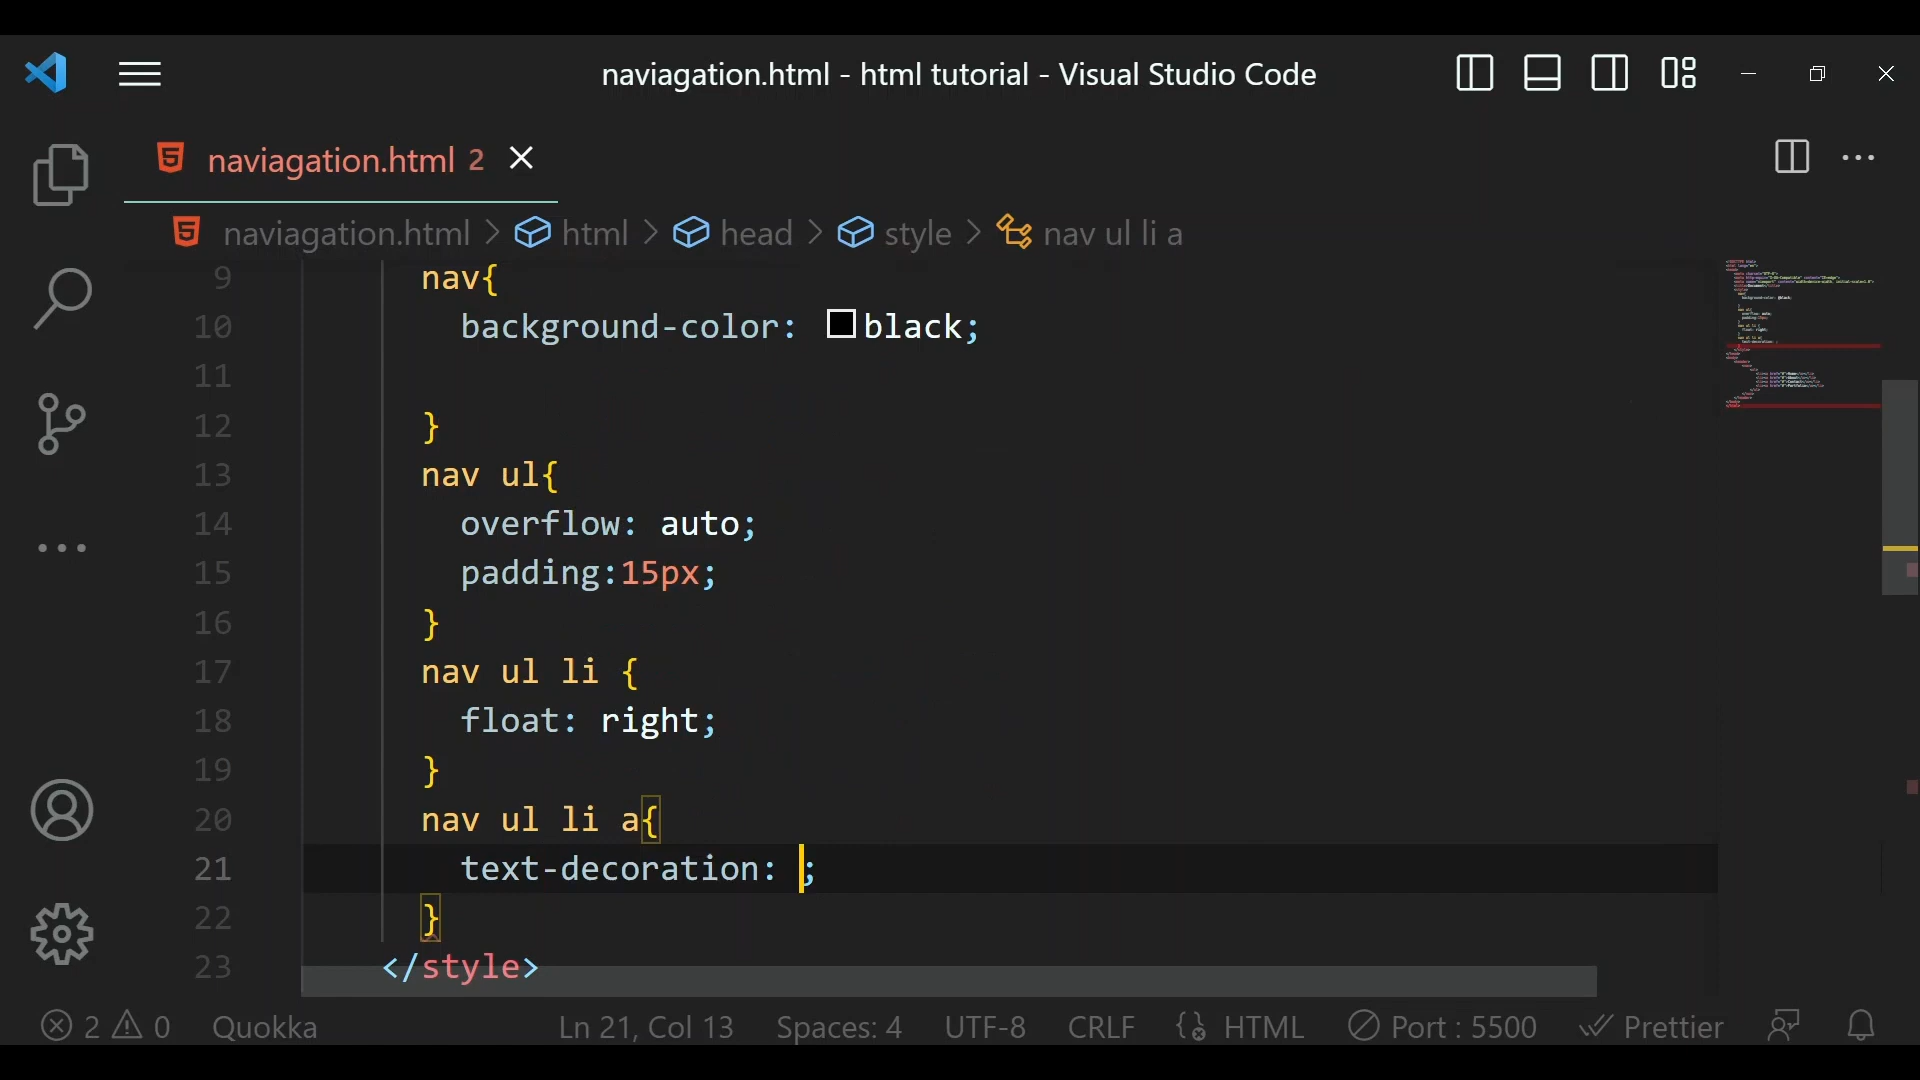 naviagation.html - html tutorial - Visual Studio Code
naviagation.html 2
naviagation.html > html > head > style > nav ul li a
9 nav{
10 background-color: black;
11
12 }
13 nav ul{
14 overflow: auto;
15 padding:15px;
16 }
17 nav ul li {
18 float: right;
19 }
20 nav ul li a{
21 text-decoration: ;
22 }
23 </style>
2 0 Quokka Ln 21, Col 13 Spaces: 4 UTF-8 CRLF HTML Port : 5500 Prettier